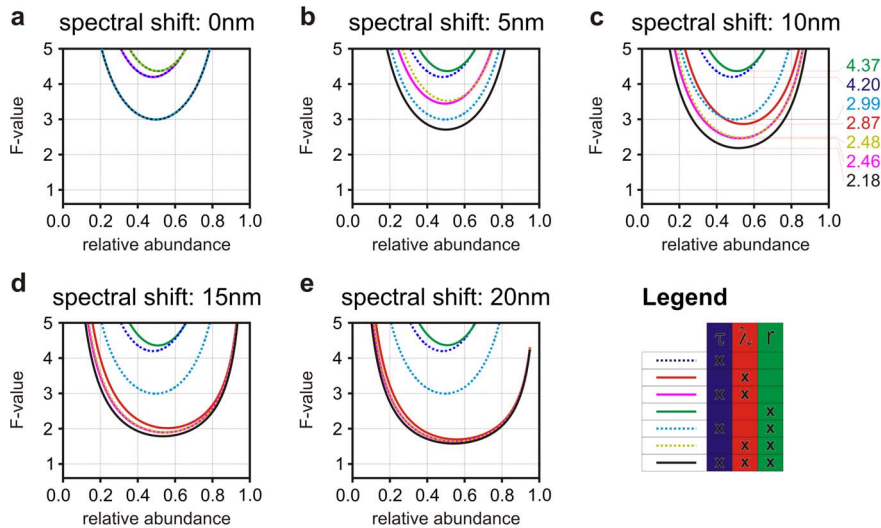 a spectral shift: 0nm
b spectral shift: 5nm
c spectral shift: 10nm
5
4
3
2
1
F-value
0.0 0.2 0.4 0.6 0.8 1.0
relative abundance
5
4
3
2
1
F-value
0.0 0.2 0.4 0.6 0.8 1.0
relative abundance
5
4
3
2
1
F-value
0.0 0.2 0.4 0.6 0.8 1.0
relative abundance
4.37
4.20
2.99
2.87
2.48
2.46
2.18
d spectral shift: 15nm
e spectral shift: 20nm
5
4
3
2
1
F-value
0.0 0.2 0.4 0.6 0.8 1.0
relative abundance
5
4
3
2
1
F-value
0.0 0.2 0.4 0.6 0.8 1.0
relative abundance
Legend
τ λ r
x
x
x x
x
x x
x x
x x x